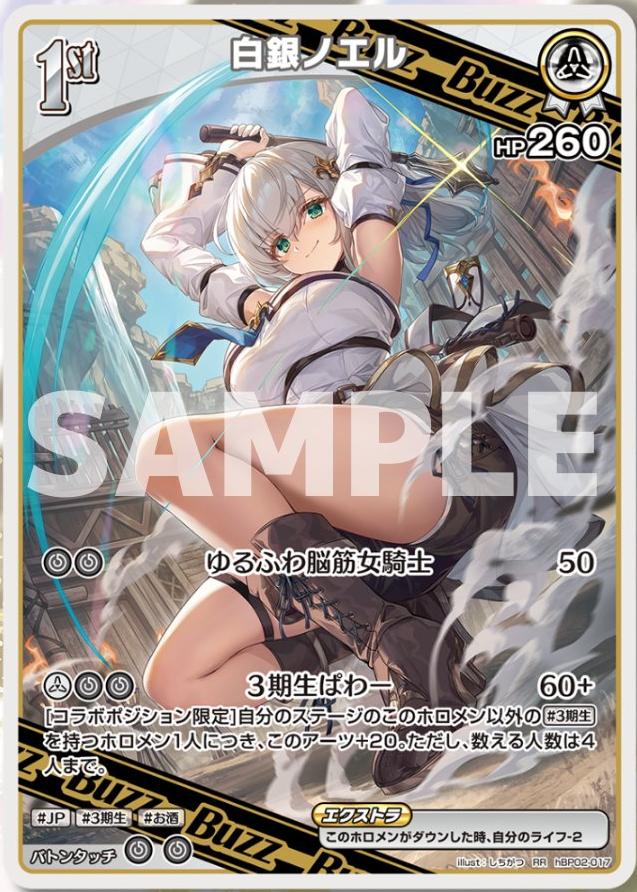 1st
白銀ノエル
Buzz Buzz Buzz
HP260
SAMPLE
ゆるふわ脳筋女騎士 50
3期生ぱわー 60+
[コラボポジション限定]自分のステージのこのホロメン以外の#3期生
を持つホロメン1人につき、このアーツ+20。ただし、数える人数は4
人まで。
Buzz Buzz Buzz
#JP #3期生 #お酒
エクストラ
このホロメンがダウンした時、自分のライフ-2
バトンタッチ
illust:しちがつ RR hBP02-017